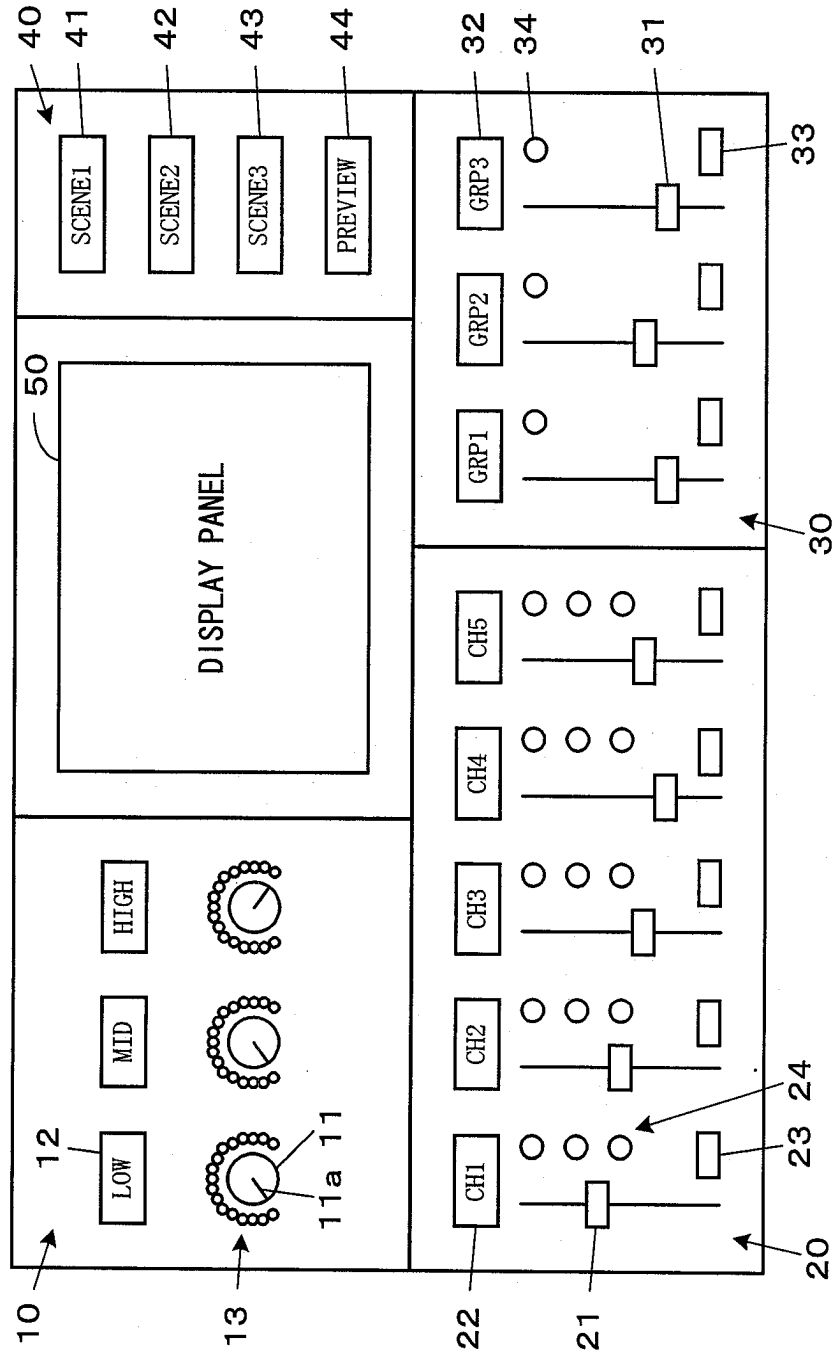 10
12
LOW
MID
HIGH
13
11a
11
50
DISPLAY PANEL
40
SCENE1
41
SCENE2
42
SCENE3
43
PREVIEW
44
22
CH1
CH2
CH3
CH4
CH5
21
24
23
20
GRP1
GRP2
GRP3
32
34
31
33
30